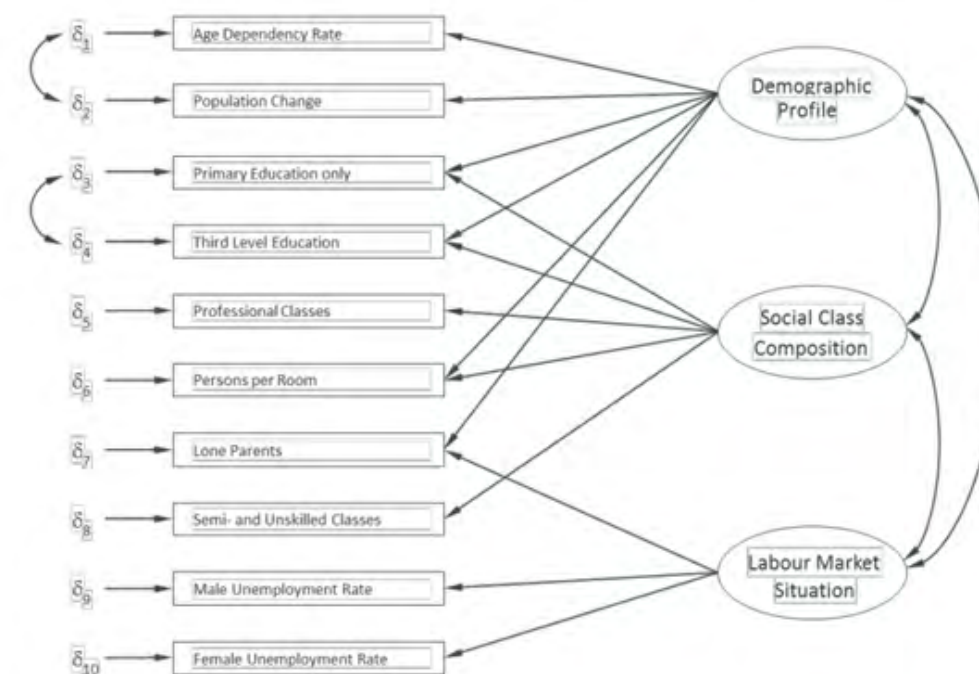 δ1 Age Dependency Rate
δ2 Population Change
δ3 Primary Education only
δ4 Third Level Education
δ5 Professional Classes
δ6 Persons per Room
δ7 Lone Parents
δ8 Semi- and Unskilled Classes
δ9 Male Unemployment Rate
δ10 Female Unemployment Rate
Demographic
Profile
Social Class
Composition
Labour Market
Situation